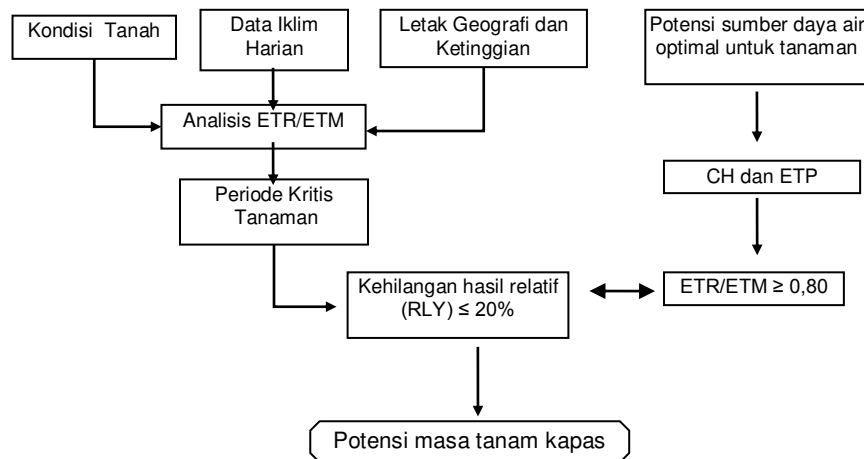 Kondisi Tanah
Data Iklim
Harian
Letak Geografi dan
Ketinggian
Potensi sumber daya air
optimal untuk tanaman
Analisis ETR/ETM
CH dan ETP
Periode Kritis
Tanaman
Kehilangan hasil relatif
(RLY) ≤ 20%
ETR/ETM ≥ 0,80
Potensi masa tanam kapas